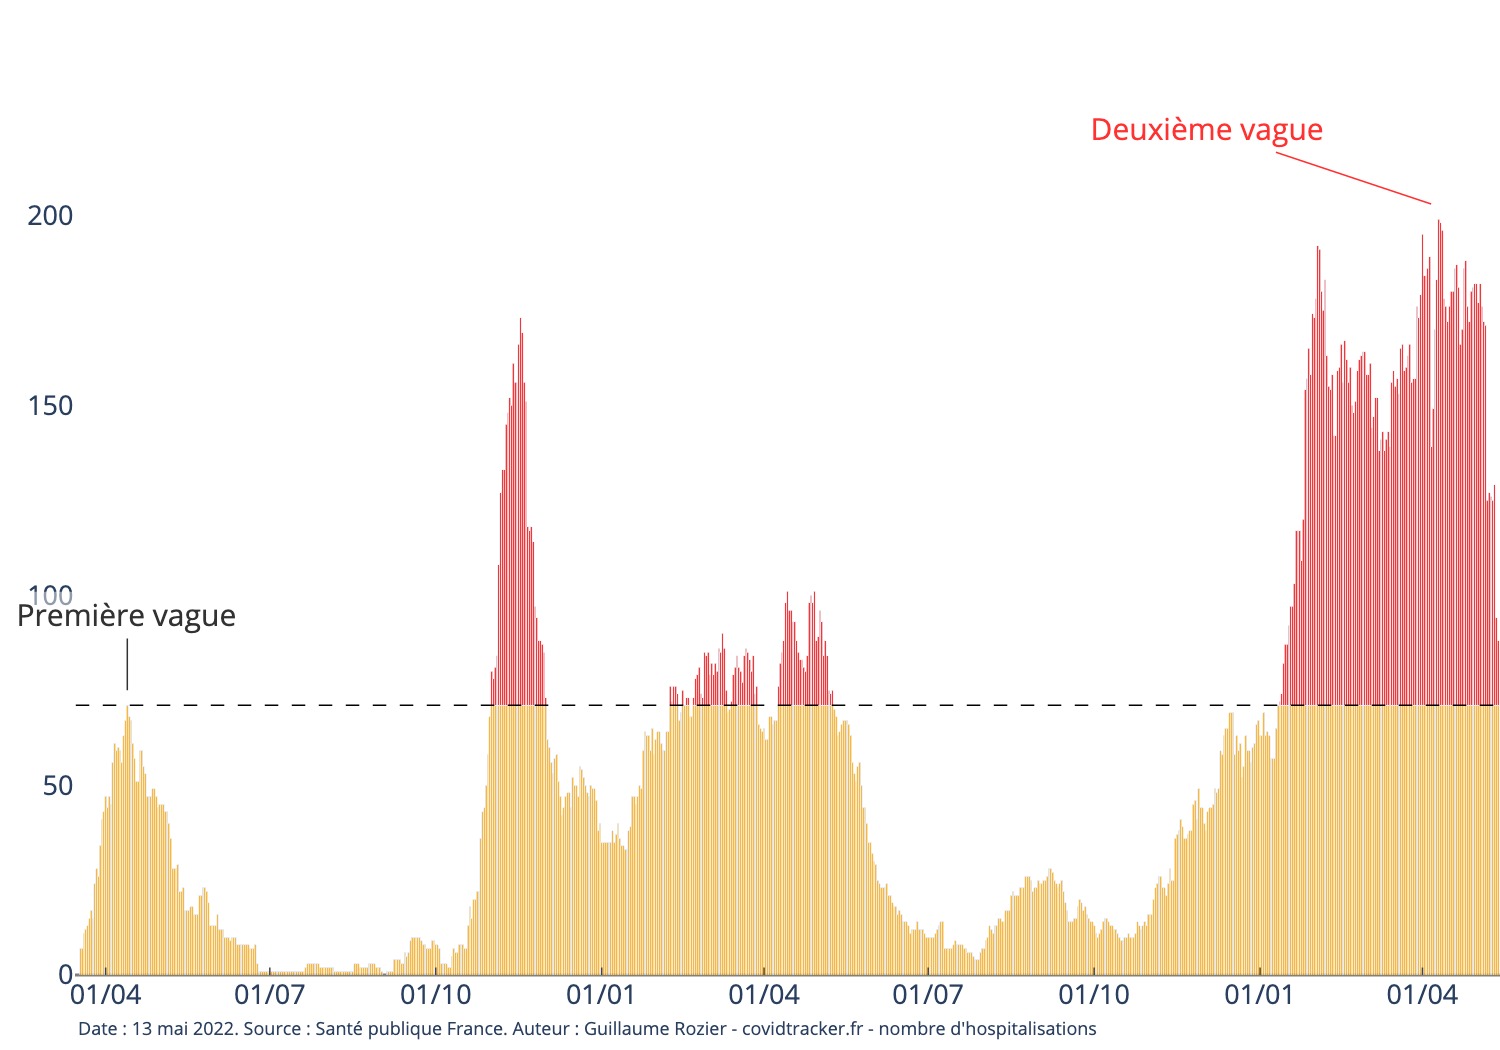 Deuxième vague
200
150
100
Première vague
50
0
01/04 01/07 01/10 01/01 01/04 01/07 01/10 01/01 01/04
Date : 13 mai 2022. Source : Santé publique France. Auteur : Guillaume Rozier - covidtracker.fr - nombre d'hospitalisations